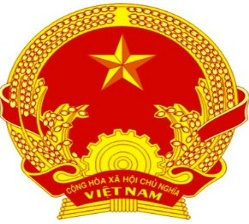 CỘNG HÒA XÃ HỘI CHỦ NGHĨA
VIỆT NAM